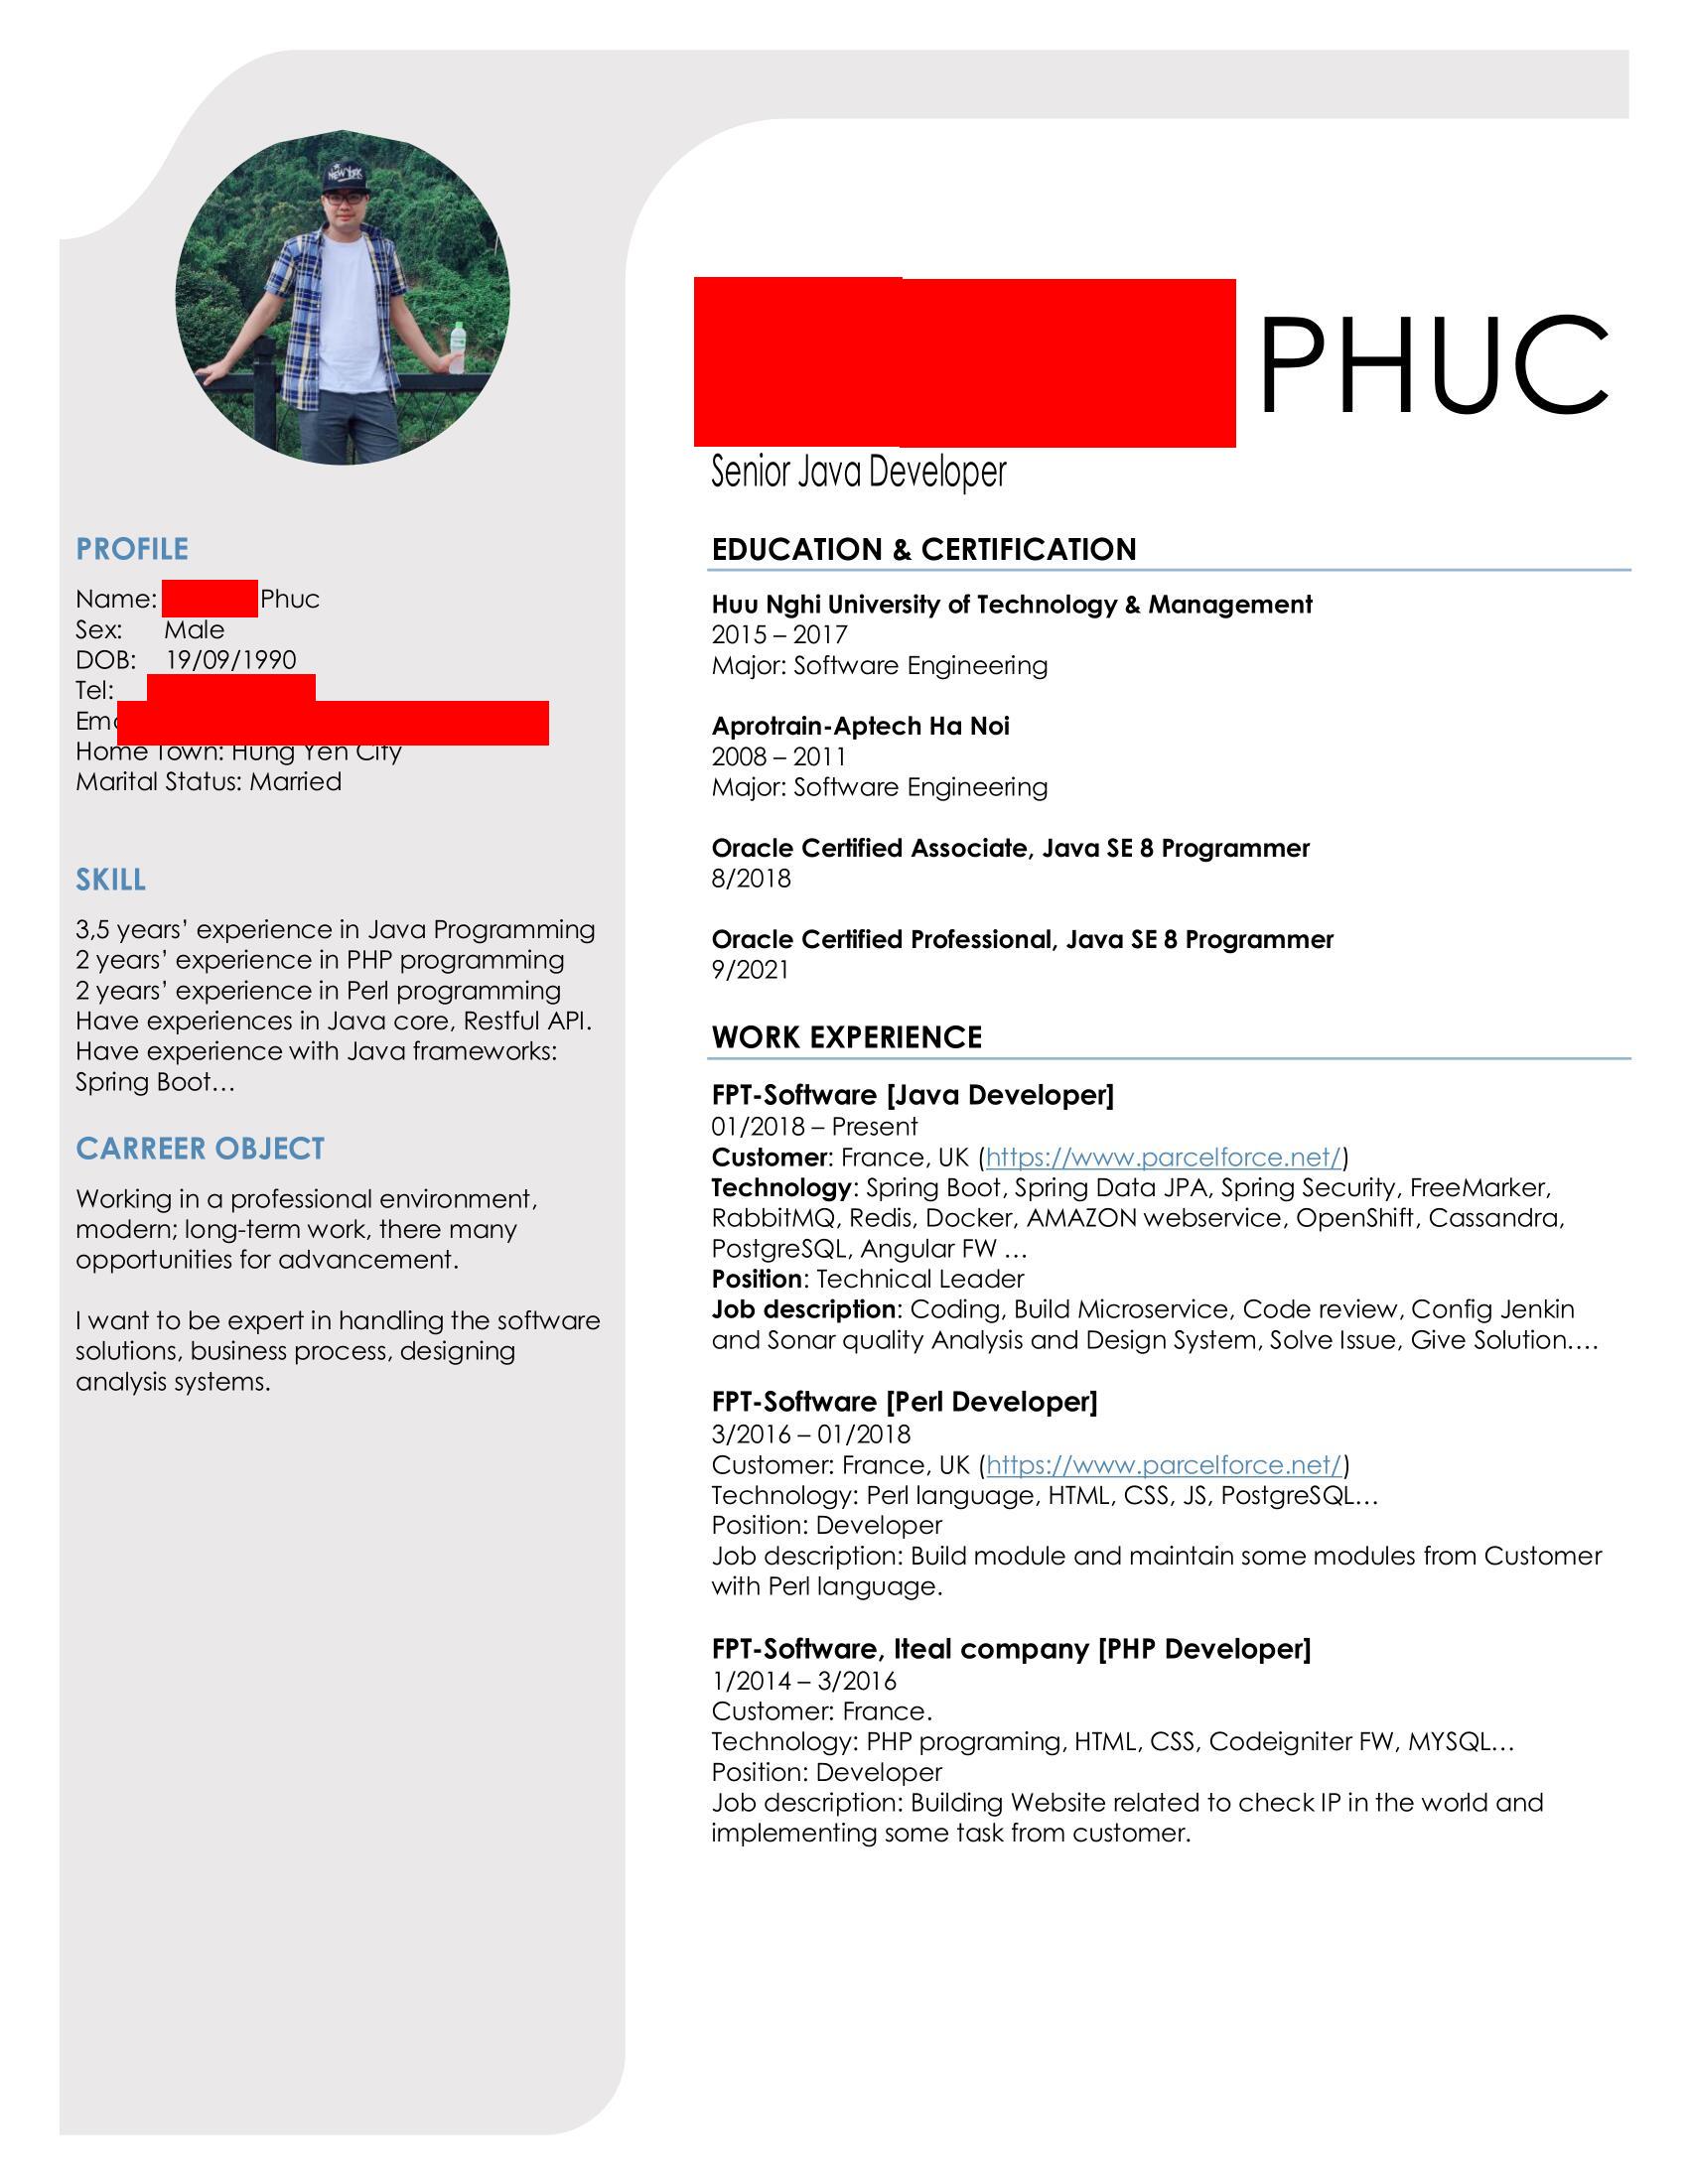 NEW YORK
PHUC
Senior Java Developer
PROFILE
Name: Phuc
Sex: Male
DOB: 19/09/1990
Tel:
Home Town: Hung Yen City
Marital Status: Married
SKILL
3,5 years’ experience in Java Programming
2 years’ experience in PHP programming
2 years’ experience in Perl programming
Have experiences in Java core, Restful API.
Have experience with Java frameworks:
Spring Boot…
CARREER OBJECT
Working in a professional environment,
modern; long-term work, there many
opportunities for advancement.
I want to be expert in handling the software
solutions, business process, designing
analysis systems.
EDUCATION & CERTIFICATION
Huu Nghi University of Technology & Management
2015 – 2017
Major: Software Engineering
Aprotrain-Aptech Ha Noi
2008 – 2011
Major: Software Engineering
Oracle Certified Associate, Java SE 8 Programmer
8/2018
Oracle Certified Professional, Java SE 8 Programmer
9/2021
WORK EXPERIENCE
FPT-Software [Java Developer]
01/2018 – Present
Customer: France, UK (https://www.parcelforce.net/)
Technology: Spring Boot, Spring Data JPA, Spring Security, FreeMarker,
RabbitMQ, Redis, Docker, AMAZON webservice, OpenShift, Cassandra,
PostgreSQL, Angular FW …
Position: Technical Leader
Job description: Coding, Build Microservice, Code review, Config Jenkin
and Sonar quality Analysis and Design System, Solve Issue, Give Solution….
FPT-Software [Perl Developer]
3/2016 – 01/2018
Customer: France, UK (https://www.parcelforce.net/)
Technology: Perl language, HTML, CSS, JS, PostgreSQL…
Position: Developer
Job description: Build module and maintain some modules from Customer
with Perl language.
FPT-Software, Iteal company [PHP Developer]
1/2014 – 3/2016
Customer: France.
Technology: PHP programing, HTML, CSS, Codeigniter FW, MYSQL…
Position: Developer
Job description: Building Website related to check IP in the world and
implementing some task from customer.